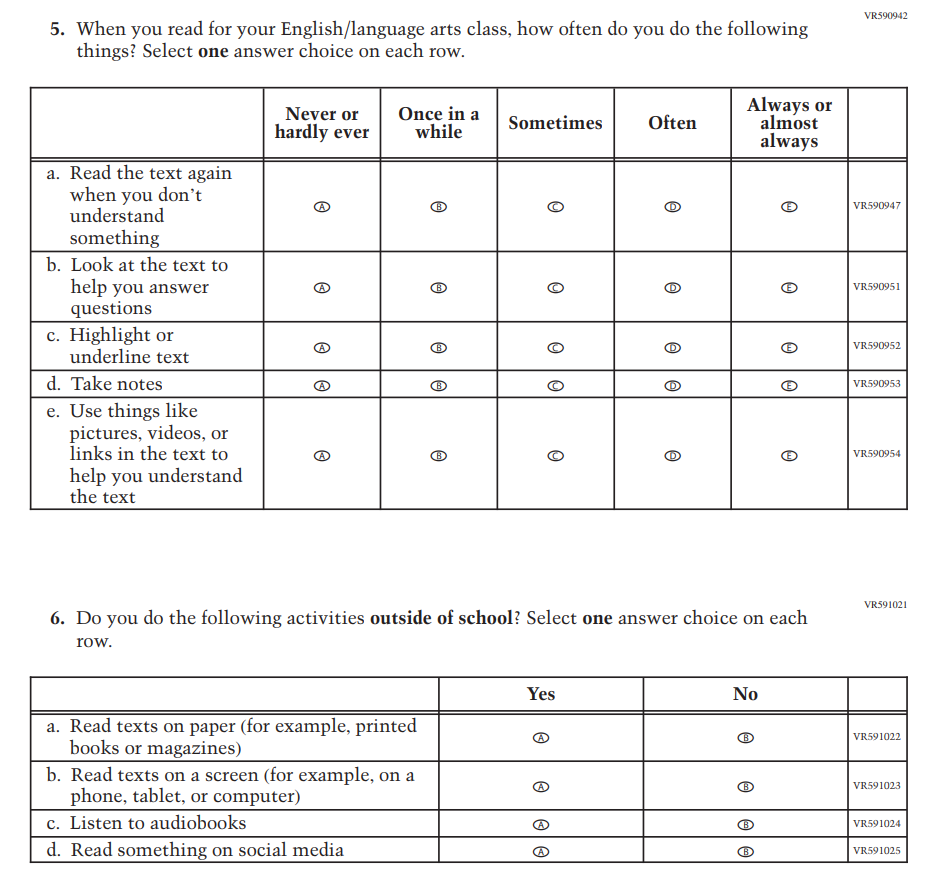 VR590942
5. When you read for your English/language arts class, how often do you do the following
things? Select one answer choice on each row.
Never or
hardly ever
Once in a
while
Sometimes
Often
Always or
almost
always
a. Read the text again
when you don't
understand
something
A B C D E VR590947
b. Look at the text to
help you answer
questions
A B C D E VR590951
c. Highlight or
underline text
A B C D E VR590952
d. Take notes A B C D E VR590953
e. Use things like
pictures, videos, or
links in the text to
help you understand
the text
A B C D E VR590954
VR591021
6. Do you do the following activities outside of school? Select one answer choice on each
row.
Yes No
a. Read texts on paper (for example, printed
books or magazines)
A B VR591022
b. Read texts on a screen (for example, on a
phone, tablet, or computer)
A B VR591023
c. Listen to audiobooks A B VR591024
d. Read something on social media A B VR591025